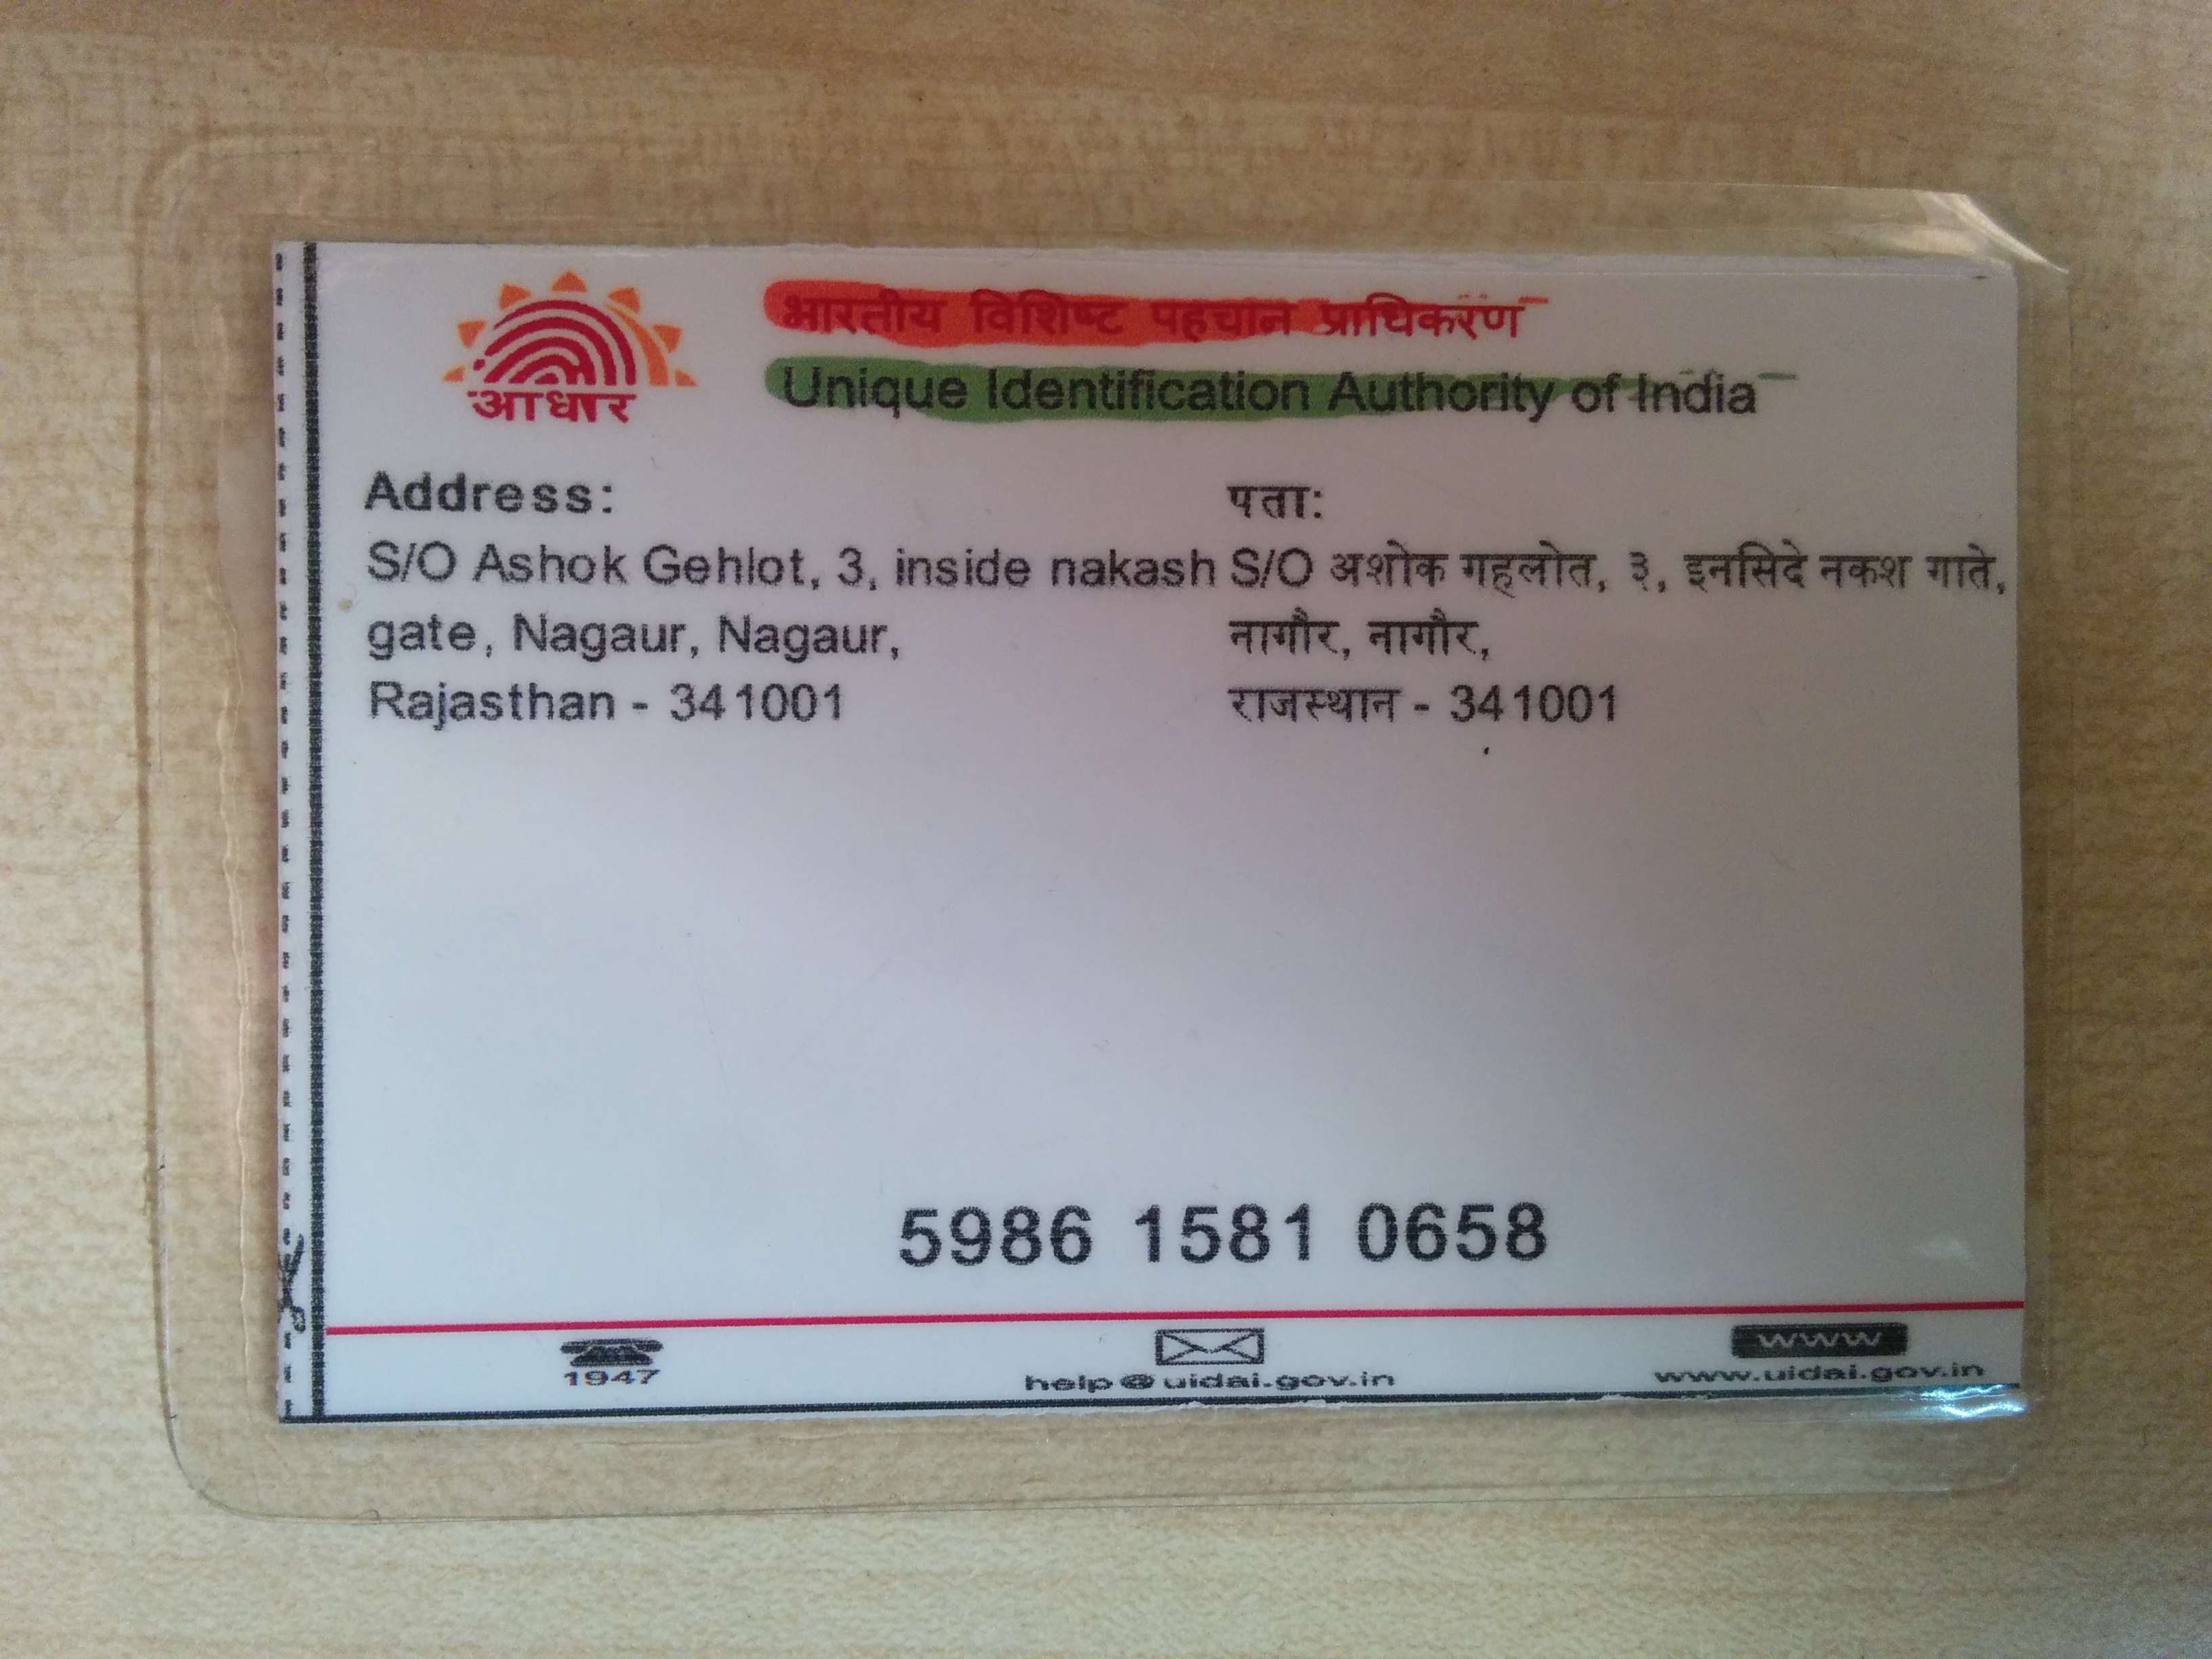 आधार
भारतीय विशिष्ट पहचान प्राधिकरण
Unique Identification Authority of India
Address:
S/O Ashok Gehlot, 3, inside nakash
gate, Nagaur, Nagaur,
Rajasthan - 341001
पता:
S/O अशोक गहलोत, ३, इनसिदे नकश गाते,
नागौर, नागौर,
राजस्थान - 341001
5986 1581 0658
1947
help@uidai.gov.in
www
www.uidai.gov.in